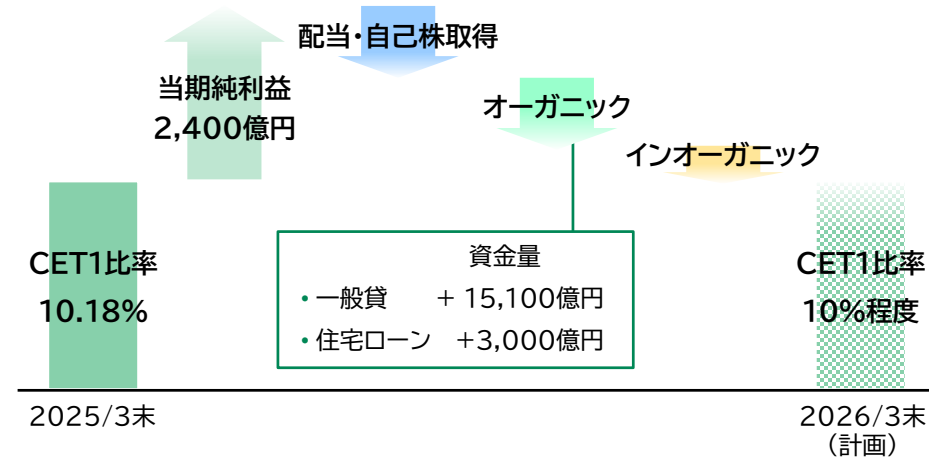 配当・自己株取得
当期純利益
2,400億円
オーガニック
インオーガニック
CET1比率
10.18%
資金量
・一般貸 + 15,100億円
・住宅ローン +3,000億円
CET1比率
10%程度
2025/3末
2026/3末
(計画)